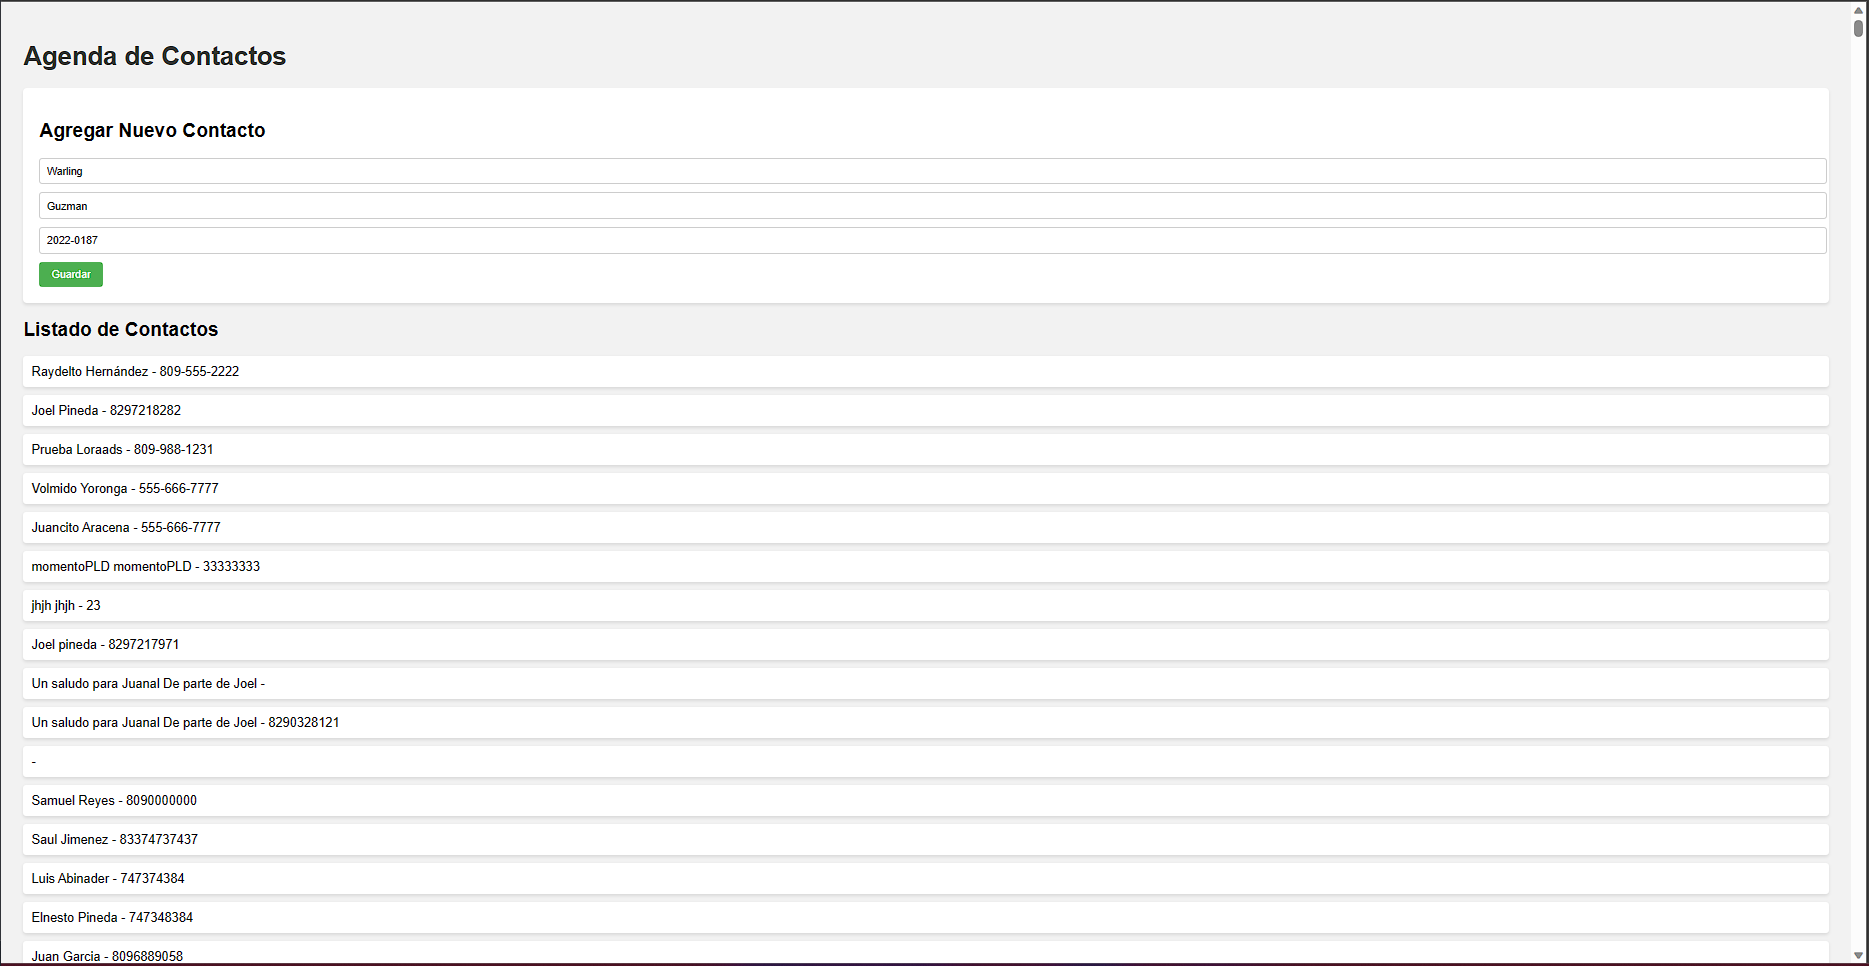 Agenda de Contactos
Agregar Nuevo Contacto
Warling
Guzman
2022-0187
Guardar
Listado de Contactos
Raydelto Hernández - 809-555-2222
Joel Pineda - 8297218282
Prueba Loraads - 809-988-1231
Volmido Yoronga - 555-666-7777
Juancito Aracena - 555-666-7777
momentoPLD momentoPLD - 33333333
jhjh jhjh - 23
Joel pineda - 8297217971
Un saludo para Juanal De parte de Joel -
Un saludo para Juanal De parte de Joel - 8290328121
-
Samuel Reyes - 8090000000
Saul Jimenez - 83374737437
Luis Abinader - 747374384
Elnesto Pineda - 747348384
Juan Garcia - 8096889058